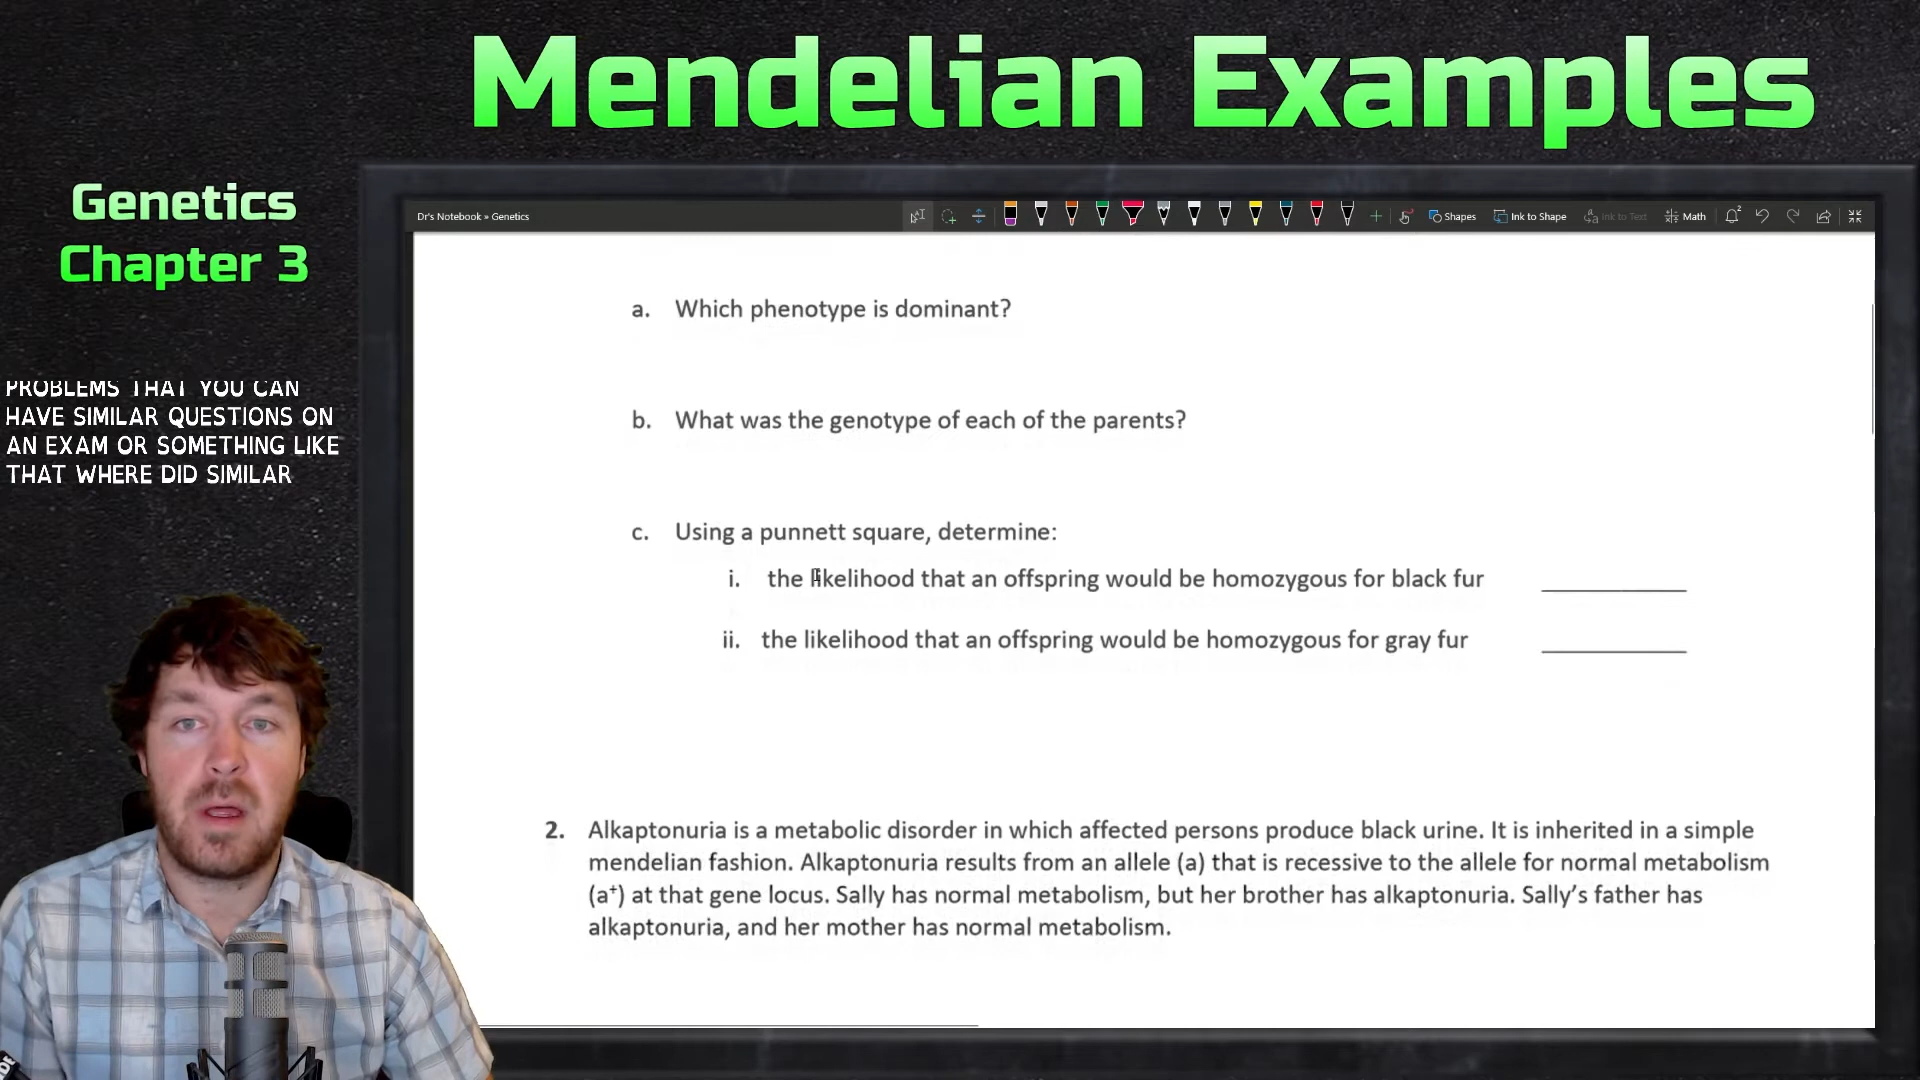 Mendelian Examples
Genetics
Chapter 3
PROBLEMS THAT YOU CAN
HAVE SIMILAR QUESTIONS ON
AN EXAM OR SOMETHING LIKE
THAT WHERE DID SIMILAR
Dr's Notebook » Genetics
Shapes
Ink to Shape
Ink to Text
Math
a. Which phenotype is dominant?
b. What was the genotype of each of the parents?
c. Using a punnett square, determine:
i. the likelihood that an offspring would be homozygous for black fur
ii. the likelihood that an offspring would be homozygous for gray fur
2. Alkaptonuria is a metabolic disorder in which affected persons produce black urine. It is inherited in a simple
mendelian fashion. Alkaptonuria results from an allele (a) that is recessive to the allele for normal metabolism
(a⁺) at that gene locus. Sally has normal metabolism, but her brother has alkaptonuria. Sally’s father has
alkaptonuria, and her mother has normal metabolism.